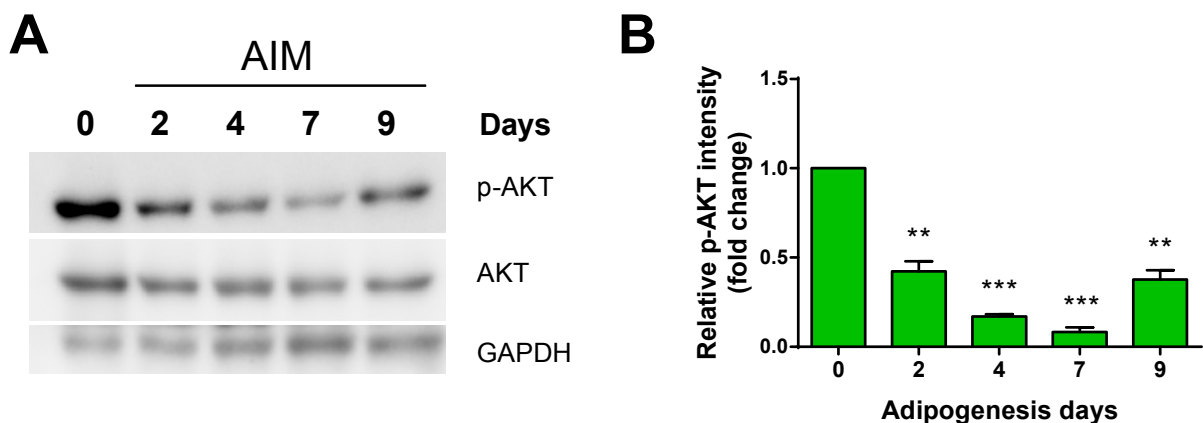 A
AIM
0 2 4 7 9 Days
p-AKT
AKT
GAPDH
B
Relative p-AKT intensity
(fold change)
1.5
1.0
0.5
0.0
** *** *** **
0 2 4 7 9
Adipogenesis days